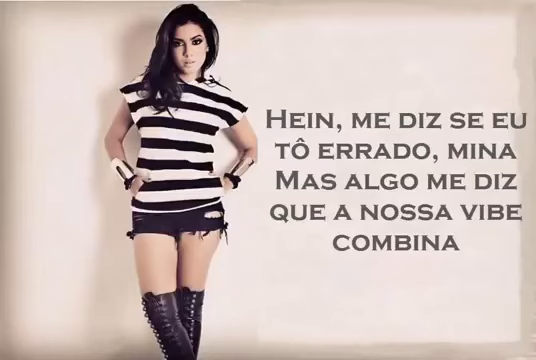 Hein, me diz se eu
tô errado, mina
Mas algo me diz
que a nossa vibe
combina